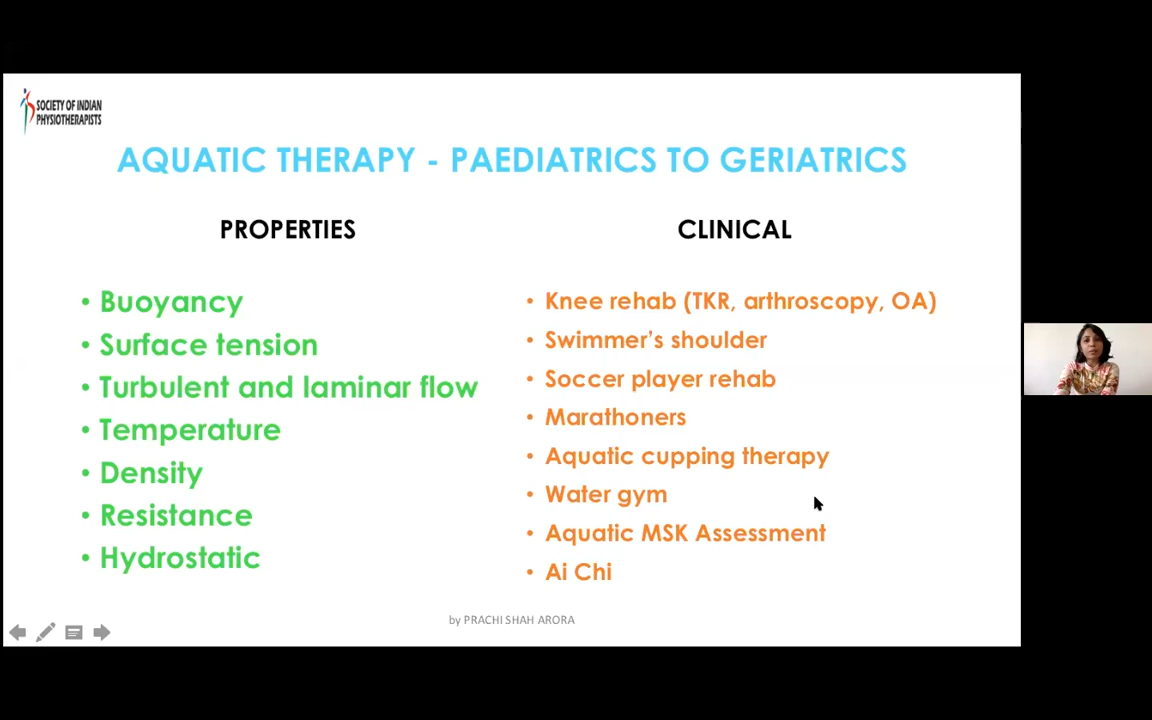 SOCIETY OF INDIAN
PHYSIOTHERAPISTS
AQUATIC THERAPY - PAEDIATRICS TO GERIATRICS
PROPERTIES
• Buoyancy
• Surface tension
• Turbulent and laminar flow
• Temperature
• Density
• Resistance
• Hydrostatic
CLINICAL
• Knee rehab (TKR, arthroscopy, OA)
• Swimmer’s shoulder
• Soccer player rehab
• Marathoners
• Aquatic cupping therapy
• Water gym
• Aquatic MSK Assessment
• Ai Chi
by PRACHI SHAH ARORA